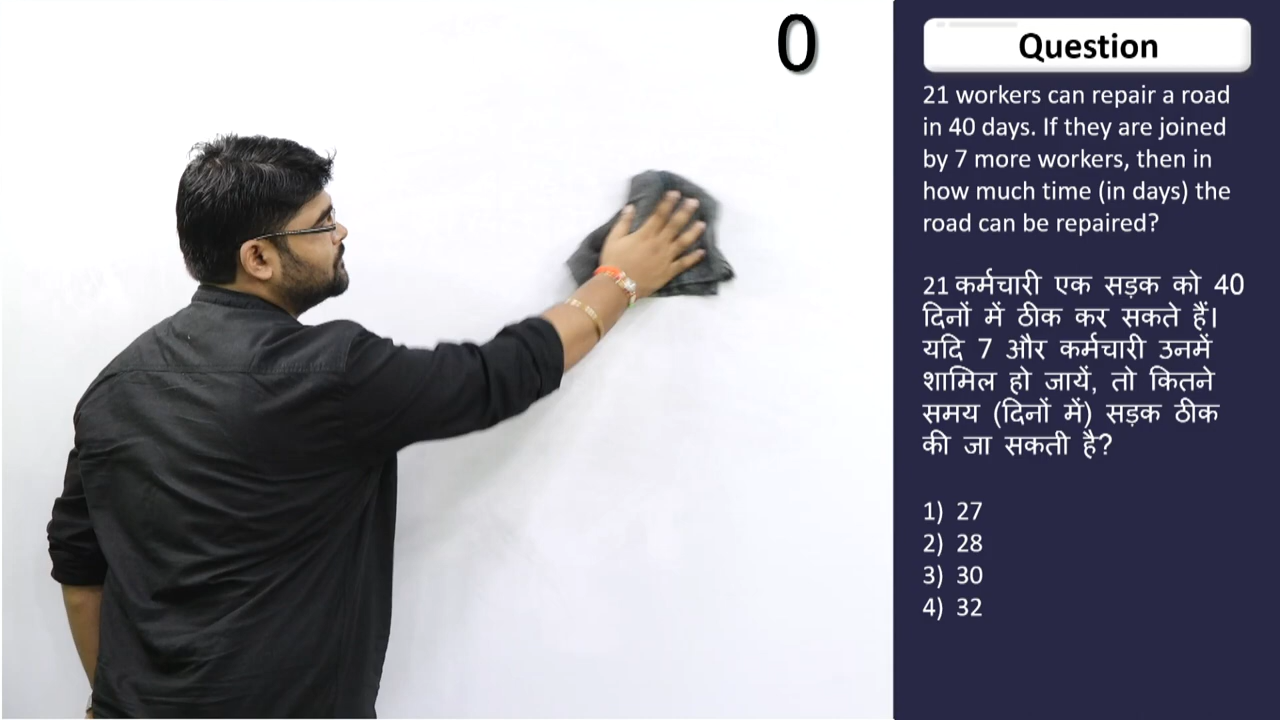 0
Question
21 workers can repair a road
in 40 days. If they are joined
by 7 more workers, then in
how much time (in days) the
road can be repaired?
21 कर्मचारी एक सड़क को 40
दिनों में ठीक कर सकते हैं।
यदि 7 और कर्मचारी उनमें
शामिल हो जायें, तो कितने
समय (दिनों में) सड़क ठीक
की जा सकती है?
1) 27
2) 28
3) 30
4) 32